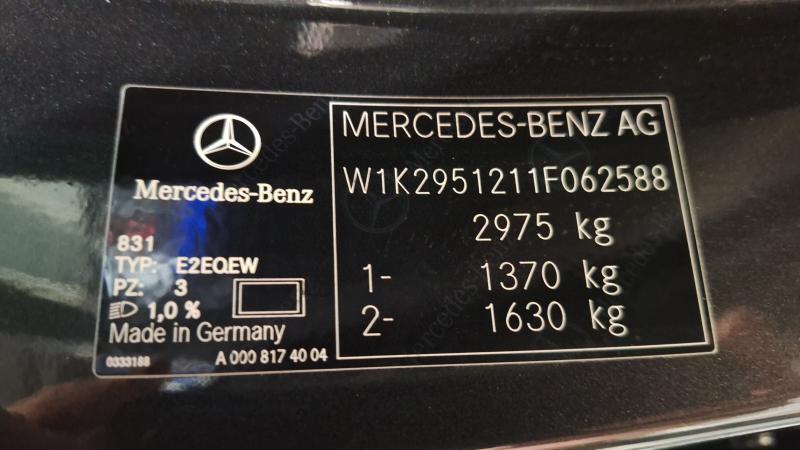 Mercedes-Benz
831
TYP: E2EQEW
PZ: 3
1,0 %
Made in Germany
0333188 A 000 817 40 04
MERCEDES-BENZ AG
W1K2951211F062588
2975 kg
1- 1370 kg
2- 1630 kg